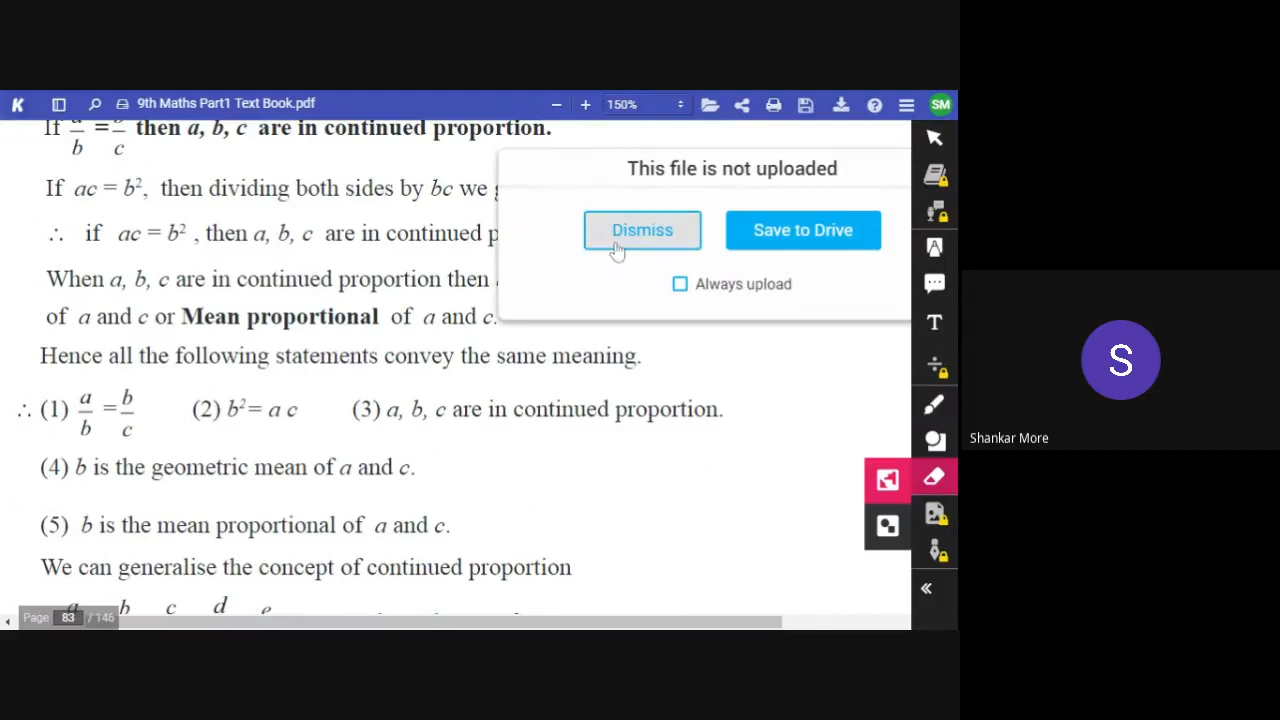 K 9th Maths Part1 Text Book.pdf 150% SM
If a/b = b/c then a, b, c are in continued proportion.
This file is not uploaded
If ac = b², then dividing both sides by bc we g
Dismiss Save to Drive
∴ if ac = b² , then a, b, c are in continued p
When a, b, c are in continued proportion then
Always upload
of a and c or Mean proportional of a and c.
Hence all the following statements convey the same meaning.
∴ (1) a/b = b/c (2) b² = a c (3) a, b, c are in continued proportion.
(4) b is the geometric mean of a and c.
(5) b is the mean proportional of a and c.
We can generalise the concept of continued proportion
a b c d e
Page 83 / 146
S
Shankar More